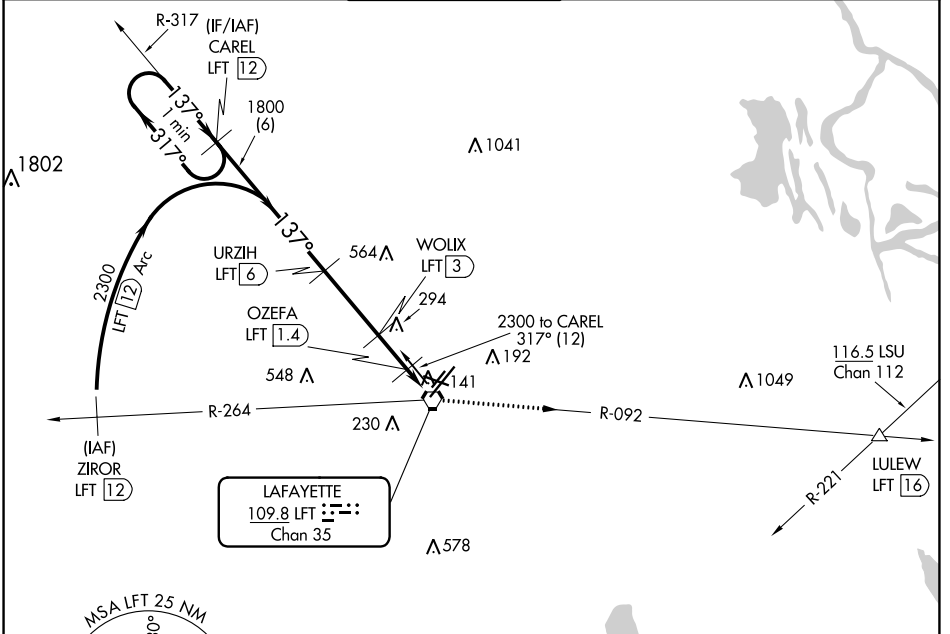 R-317
(IF/IAF)
CAREL
LFT 12
137°
1 min
317°
1800
(6)
1041
1802
137°
2300
LFT 12 Arc
URZIH
LFT 6
564
WOLIX
LFT 3
294
OZEFA
LFT 1.4
2300 to CAREL
317° (12)
192
116.5 LSU
Chan 112
548
141
1049
R-264
R-092
230
(IAF)
ZIROR
LFT 12
LULEW
LFT 16
R-221
LAFAYETTE
109.8 LFT
Chan 35
578
MSA LFT 25 NM